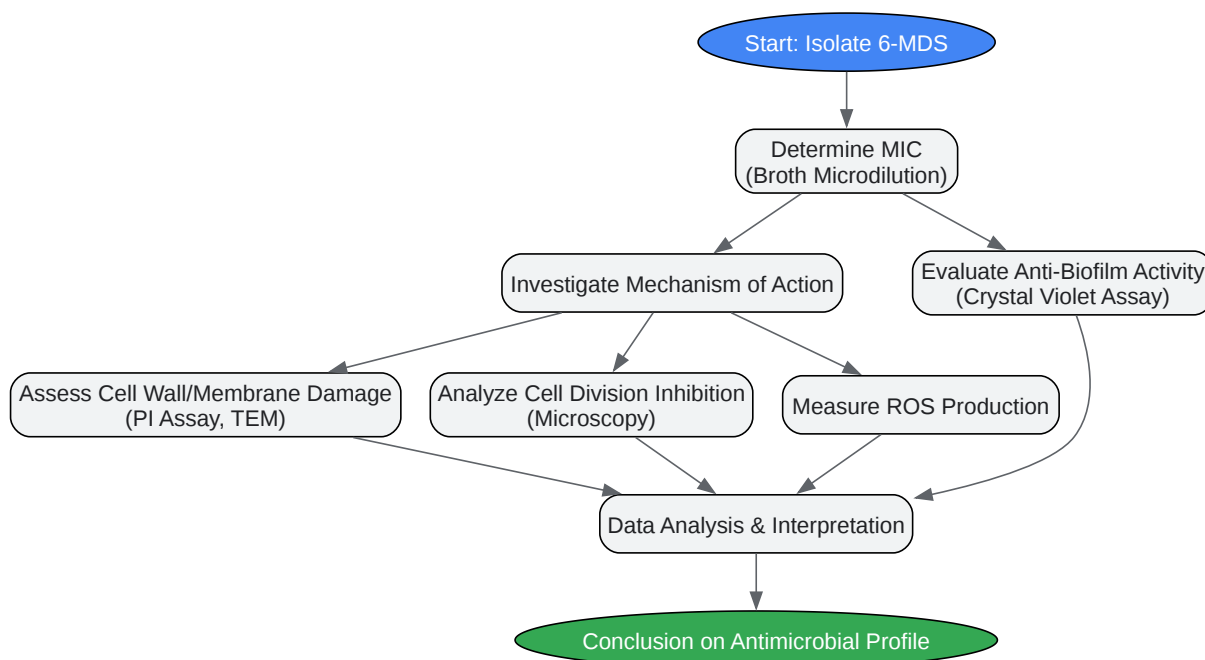 Start: Isolate 6-MDS
Determine MIC
(Broth Microdilution)
Investigate Mechanism of Action
Evaluate Anti-Biofilm Activity
(Crystal Violet Assay)
Assess Cell Wall/Membrane Damage
(PI Assay, TEM)
Analyze Cell Division Inhibition
(Microscopy)
Measure ROS Production
Data Analysis & Interpretation
Conclusion on Antimicrobial Profile